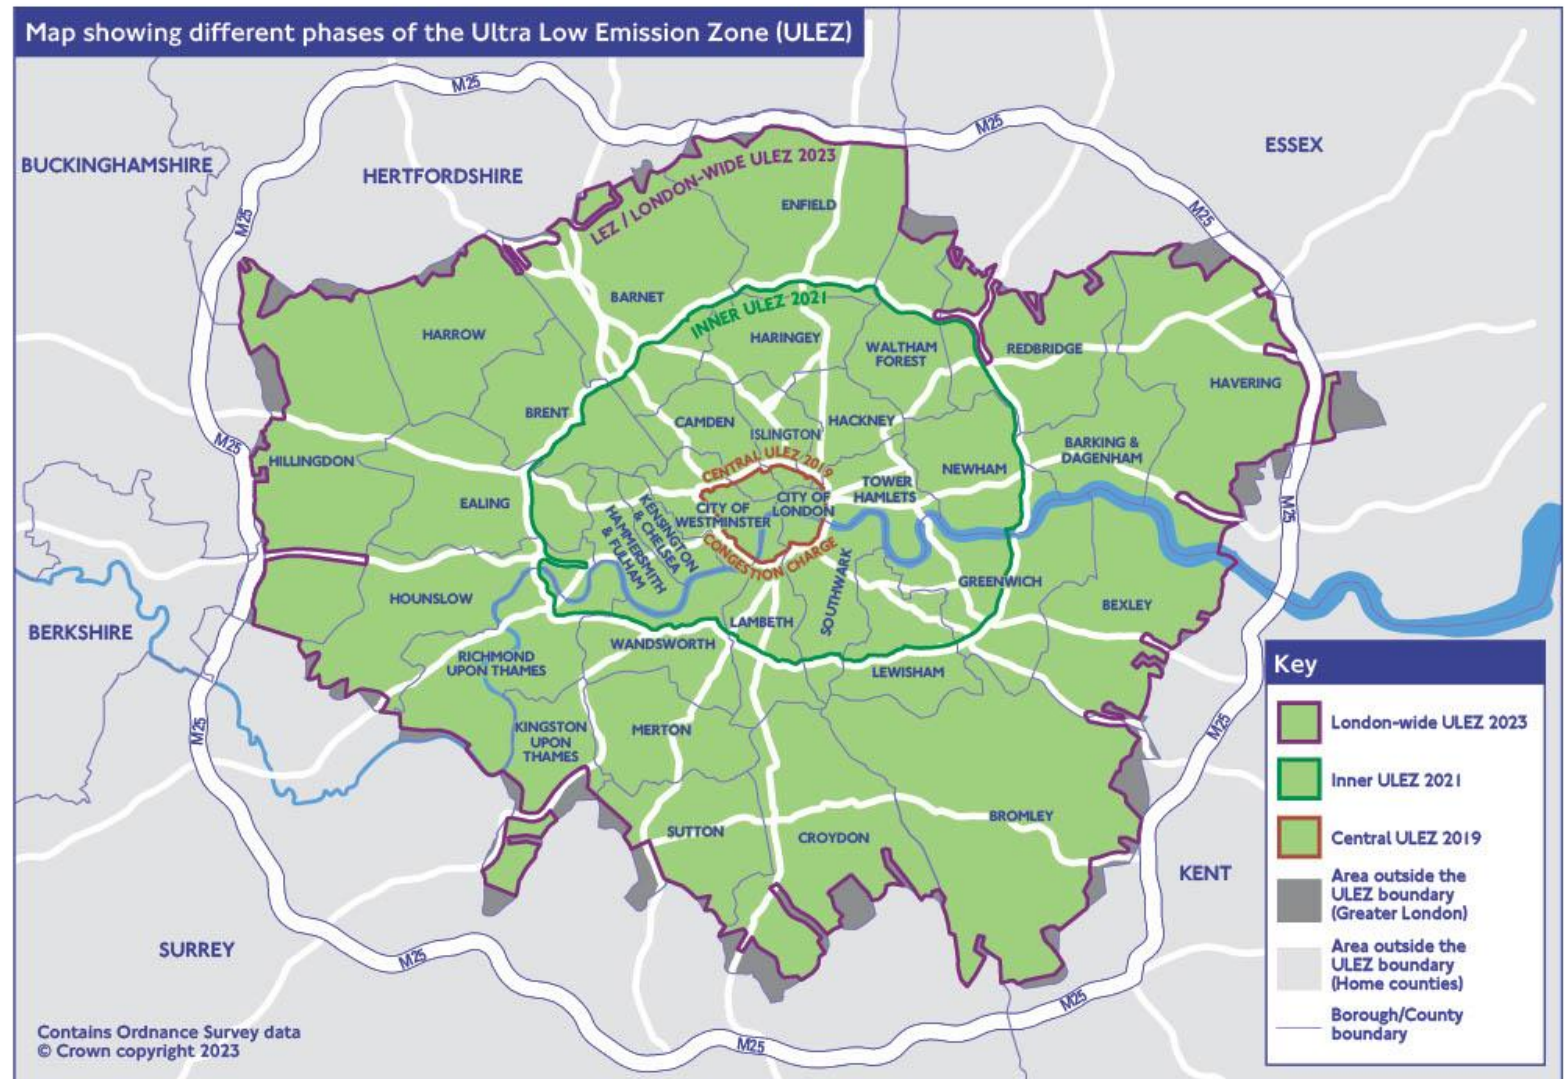 Map showing different phases of the Ultra Low Emission Zone (ULEZ)
M25
M25
ESSEX
BUCKINGHAMSHIRE
HERTFORDSHIRE
LEZ / LONDON-WIDE ULEZ 2023
ENFIELD
M25
M25
BARNET
INNER ULEZ 2021
HARROW
HARINGEY
WALTHAM
FOREST
REDBRIDGE
HAVERING
BRENT
CAMDEN
ISLINGTON
HACKNEY
M25
HILLINGDON
CENTRAL ULEZ 2019
BARKING &
DAGENHAM
NEWHAM
EALING
TOWER
HAMLETS
CITY OF
WESTMINSTER
CITY OF
LONDON
KENSINGTON
& CHELSEA
HAMMERSMITH
& FULHAM
M25
CONGESTION CHARGE
SOUTHWARK
GREENWICH
HOUNSLOW
BEXLEY
BERKSHIRE
LAMBETH
WANDSWORTH
RICHMOND
UPON THAMES
LEWISHAM
KINGSTON
UPON
THAMES
MERTON
M25
M25
SUTTON
CROYDON
BROMLEY
KENT
SURREY
M25
M25
M25
Key
London-wide ULEZ 2023
Inner ULEZ 2021
Central ULEZ 2019
Area outside the
ULEZ boundary
(Greater London)
Area outside the
ULEZ boundary
(Home counties)
Borough/County
boundary
Contains Ordnance Survey data
© Crown copyright 2023